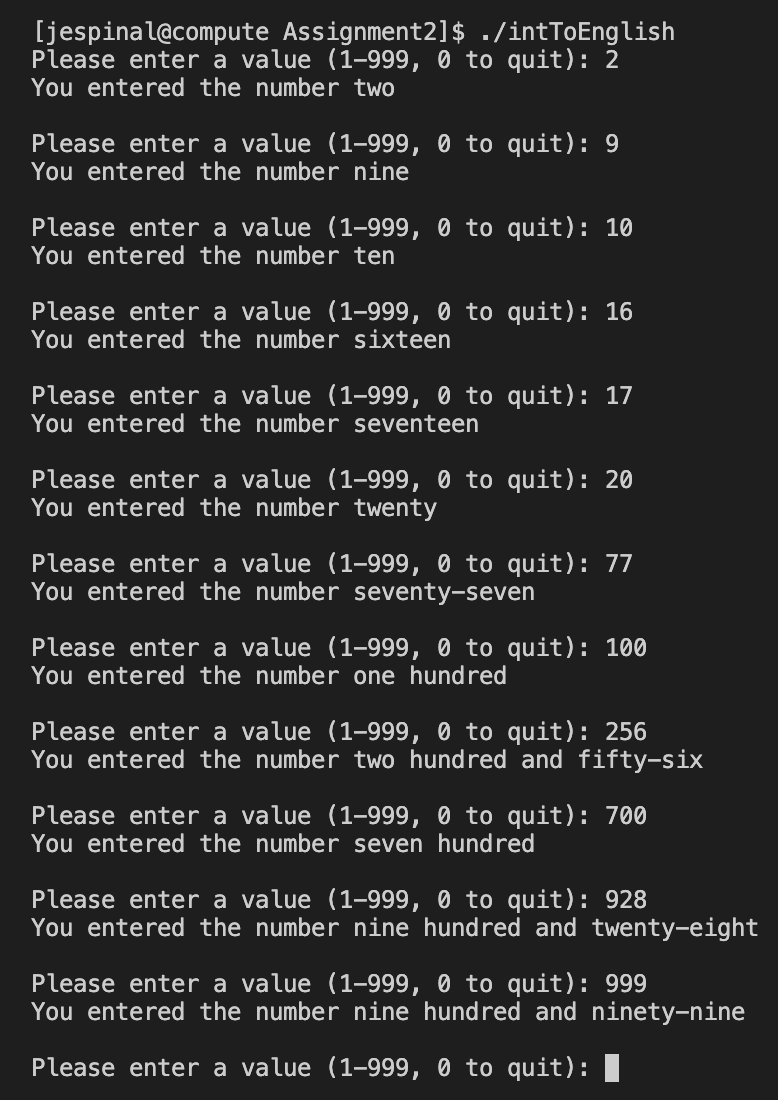 [jespinal@compute Assignment2]$ ./intToEnglish
Please enter a value (1-999, 0 to quit): 2
You entered the number two
Please enter a value (1-999, 0 to quit): 9
You entered the number nine
Please enter a value (1-999, 0 to quit): 10
You entered the number ten
Please enter a value (1-999, 0 to quit): 16
You entered the number sixteen
Please enter a value (1-999, 0 to quit): 17
You entered the number seventeen
Please enter a value (1-999, 0 to quit): 20
You entered the number twenty
Please enter a value (1-999, 0 to quit): 77
You entered the number seventy-seven
Please enter a value (1-999, 0 to quit): 100
You entered the number one hundred
Please enter a value (1-999, 0 to quit): 256
You entered the number two hundred and fifty-six
Please enter a value (1-999, 0 to quit): 700
You entered the number seven hundred
Please enter a value (1-999, 0 to quit): 928
You entered the number nine hundred and twenty-eight
Please enter a value (1-999, 0 to quit): 999
You entered the number nine hundred and ninety-nine
Please enter a value (1-999, 0 to quit):